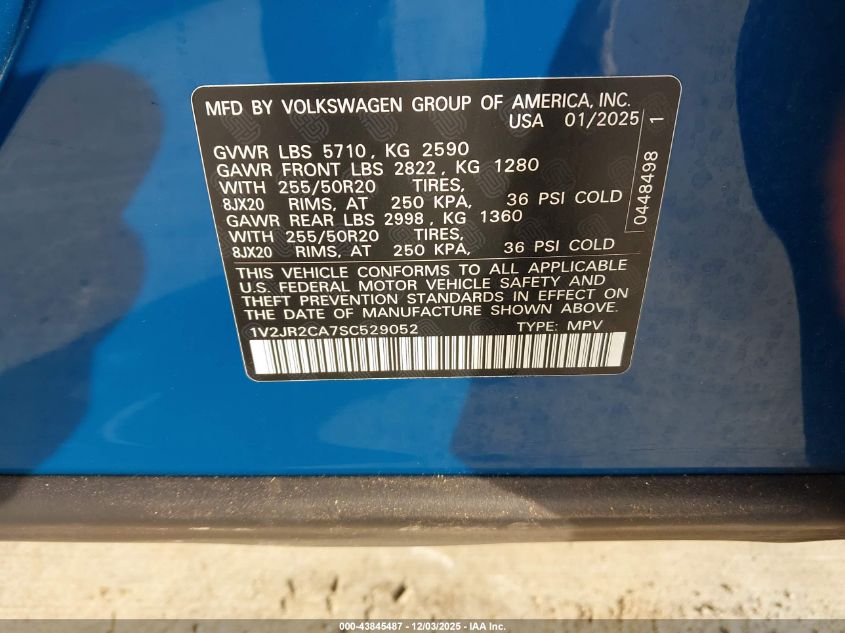 MFD BY VOLKSWAGEN GROUP OF AMERICA, INC.
USA 01/2025
GVWR LBS 5710, KG 2590
GAWR FRONT LBS 2822, KG 1280
WITH 255/50R20 TIRES,
8JX20 RIMS, AT 250 KPA, 36 PSI COLD
GAWR REAR LBS 2998, KG 1360
WITH 255/50R20 TIRES,
8JX20 RIMS, AT 250 KPA, 36 PSI COLD
THIS VEHICLE CONFORMS TO ALL APPLICABLE
U.S. FEDERAL MOTOR VEHICLE SAFETY AND
THEFT PREVENTION STANDARDS IN EFFECT ON
THE DATE OF MANUFACTURE SHOWN ABOVE.
1V2JR2CA7SC529052 TYPE: MPV
0448498 1
000-43845487 - 12/03/2025 - IAA Inc.